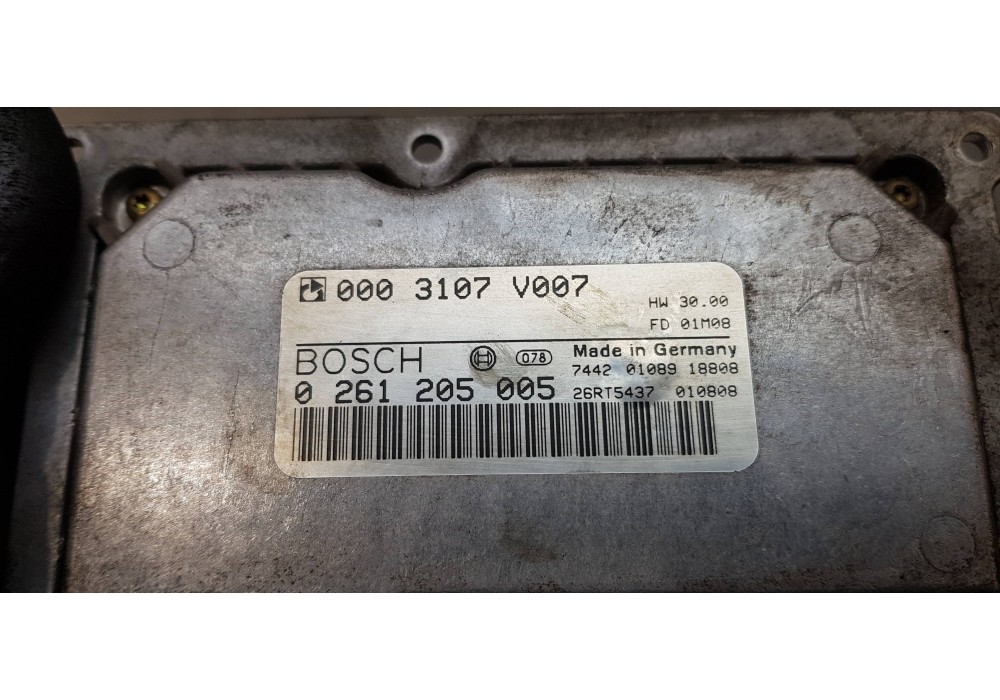 000 3107 V007
HW 30.00
FD 01M08
BOSCH 078 Made in Germany
7442 01089 18808
0 261 205 005 26RT5437 010808